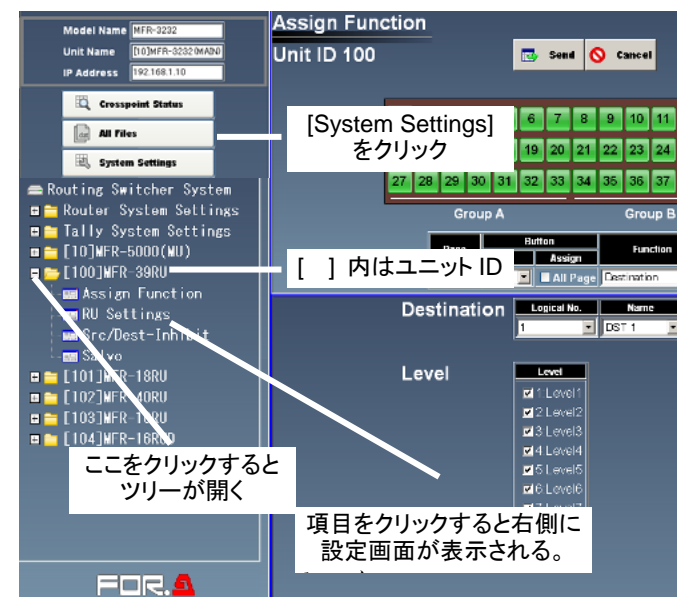 Model Name MFR-3232
Unit Name [10]MFR-3232(MAIN)
IP Address 192.168.1.10
Crosspoint Status
All Files
System Settings
Routing Switcher System
Router System Settings
Tally System Settings
[10]MFR-5000(MU)
[100]MFR-39RU
Assign Function
RU Settings
Src/Dest-Inhibit
Salvo
[101]MFR-18RU
[102]MFR-40RU
[103]MFR-16RU
[104]MFR-16RUD
ここをクリックすると
ツリーが開く
FOR.A
Assign Function
Unit ID 100
Send Cancel
[System Settings]
をクリック
6 7 8 9 10 11
19 20 21 22 23 24
27 28 29 30 31 32 33 34 35 36 37
Group A Group B
Button
Function
Assign
All Page Destination
[ ] 内はユニット ID
Destination Logical No. Name
1 DST 1
Level Level
1:Level1
2:Level2
3:Level3
4:Level4
5:Level5
6:Level6
項目をクリックすると右側に
設定画面が表示される。